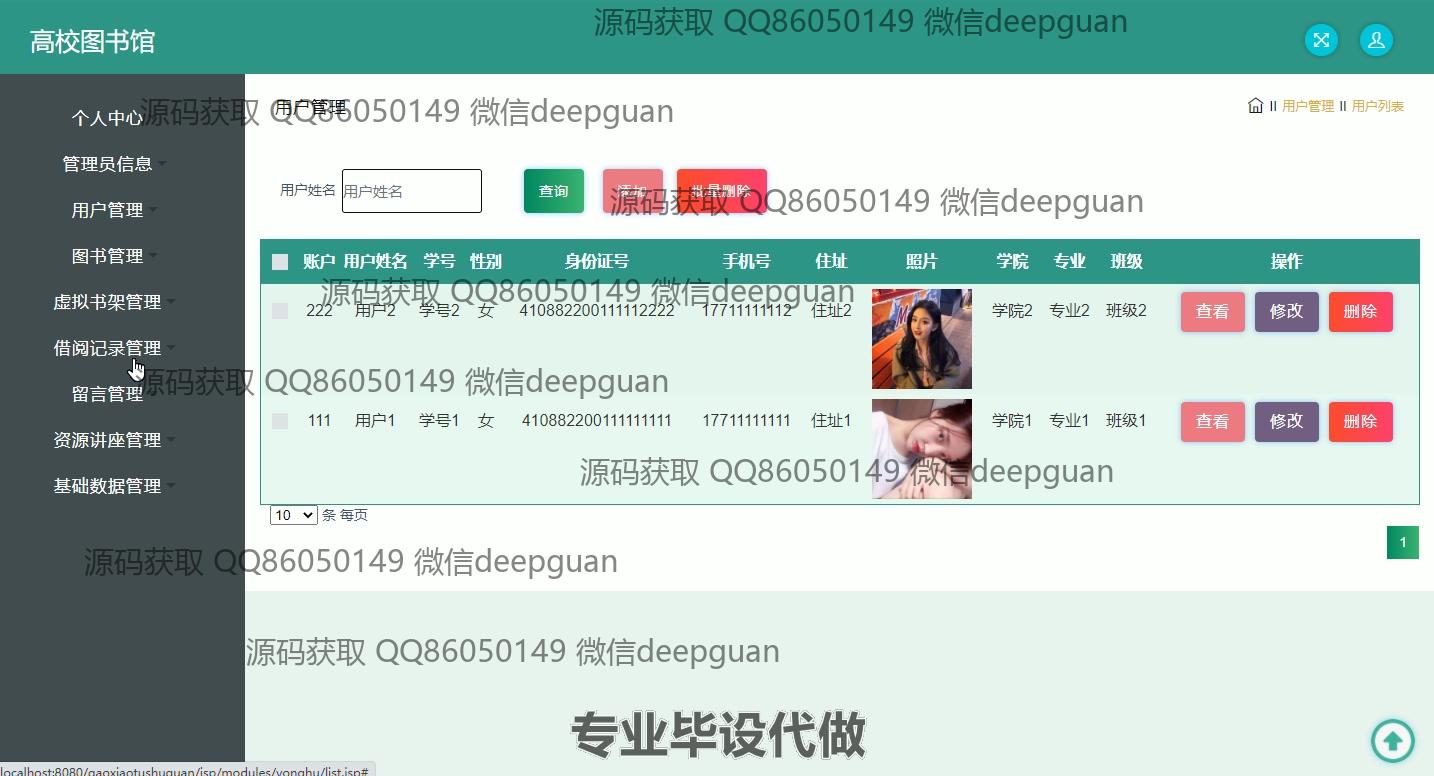 源码获取 QQ86050149 微信deepguan
高校图书馆
源码获取 QQ86050149 微信deepguan
个人中心
用户管理
II 用户管理 II 用户列表
管理员信息
用户管理
图书管理
虚拟书架管理
借阅记录管理
留言管理
资源讲座管理
基础数据管理
用户姓名 用户姓名 查询 添加 批量删除
源码获取 QQ86050149 微信deepguan
账户 用户姓名 学号 性别 身份证号 手机号 住址 照片 学院 专业 班级 操作
源码获取 QQ86050149 微信deepguan
222 用户2 学号2 女 410882200111112222 17711111112 住址2 学院2 专业2 班级2 查看 修改 删除
源码获取 QQ86050149 微信deepguan
111 用户1 学号1 女 410882200111111111 17711111111 住址1 学院1 专业1 班级1 查看 修改 删除
源码获取 QQ86050149 微信deepguan
10 条 每页
1
源码获取 QQ86050149 微信deepguan
源码获取 QQ86050149 微信deepguan
专业毕设代做
localhost:8080/gaoxiaotushuguan/jsp/modules/yonghu/list.jsp#